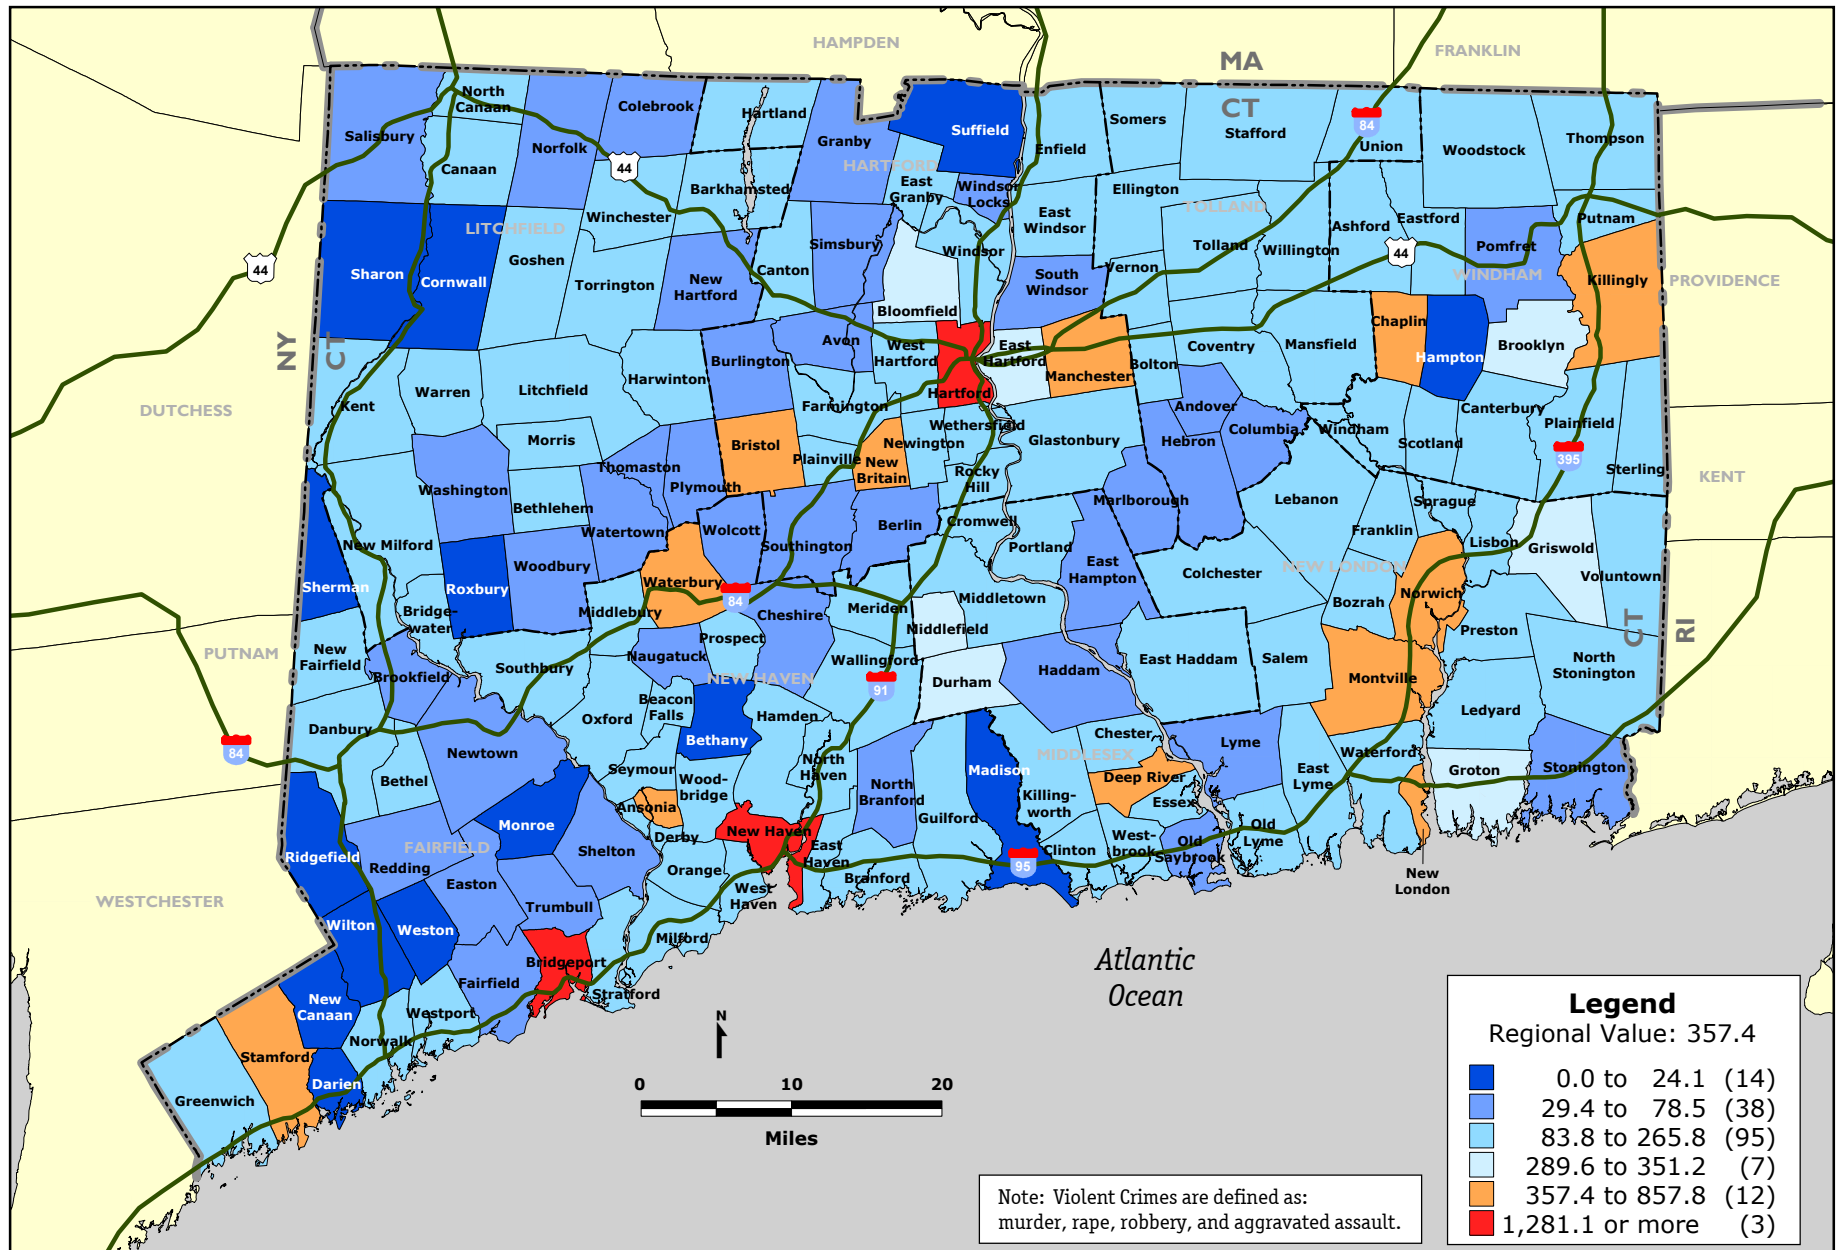 HAMPDEN
MA
FRANKLIN
CT
North
Canaan
Colebrook
Hartland
Suffield
Somers
Stafford
84
Union
Woodstock
Thompson
Salisbury
Norfolk
44
Granby
Enfield
Canaan
HARTFORD
Barkhamsted
East
Granby
Windsor
Locks
Ellington
TOLLAND
Winchester
East
Windsor
Ashford
Eastford
Putnam
LITCHFIELD
Simsbury
Windsor
Tolland
Willington
44
Pomfret
Sharon
Cornwall
Goshen
Torrington
New
Hartford
Canton
South
Windsor
Vernon
WINDHAM
Killingly
PROVIDENCE
44
Bloomfield
Chaplin
NY
CT
Burlington
Avon
West
Hartford
East
Hartford
Manchester
Bolton
Coventry
Mansfield
Hampton
Brooklyn
DUTCHESS
Kent
Warren
Litchfield
Harwinton
Farmington
Hartford
Andover
Canterbury
Plainfield
Morris
Bristol
Plainville
New
Britain
Newington
Wethersfield
Glastonbury
Hebron
Columbia
Windham
Scotland
395
Sterling
KENT
Washington
Bethlehem
Thomaston
Plymouth
Rocky
Hill
Marlborough
Lebanon
Sprague
New Milford
Watertown
Wolcott
Southington
Berlin
Cromwell
Portland
Franklin
Lisbon
Griswold
Sherman
Roxbury
Woodbury
Waterbury
84
East
Hampton
Colchester
NEW LONDON
Voluntown
Bridge-
water
Middlebury
Cheshire
Meriden
Middletown
Bozrah
Norwich
PUTNAM
New
Fairfield
Brookfield
Southbury
Naugatuck
Prospect
Wallingford
Middlefield
Haddam
East Haddam
Salem
Preston
CT
RI
NEW HAVEN
91
Durham
Montville
North
Stonington
Danbury
Oxford
Beacon
Falls
Bethany
Hamden
Ledyard
84
Newtown
Chester
MIDDLESEX
Lyme
Waterford
Bethel
Seymour
Wood-
bridge
North
Haven
North
Branford
Madison
Deep River
East
Lyme
Groton
Stonington
Ansonia
Killing-
worth
Essex
Monroe
Derby
New Haven
Guilford
Ridgefield
FAIRFIELD
Redding
Shelton
Orange
East
Haven
Clinton
West-
brook
Old
Saybrook
Old
Lyme
95
New
London
WESTCHESTER
Easton
West
Haven
Branford
Wilton
Weston
Trumbull
Milford
Bridgeport
Fairfield
Stratford
Atlantic
Ocean
New
Canaan
Westport
Norwalk
Stamford
Darien
Greenwich
N
0 10 20
Miles
Legend
Regional Value: 357.4
0.0 to 24.1 (14)
29.4 to 78.5 (38)
83.8 to 265.8 (95)
289.6 to 351.2 (7)
357.4 to 857.8 (12)
1,281.1 or more (3)
Note: Violent Crimes are defined as:
murder, rape, robbery, and aggravated assault.